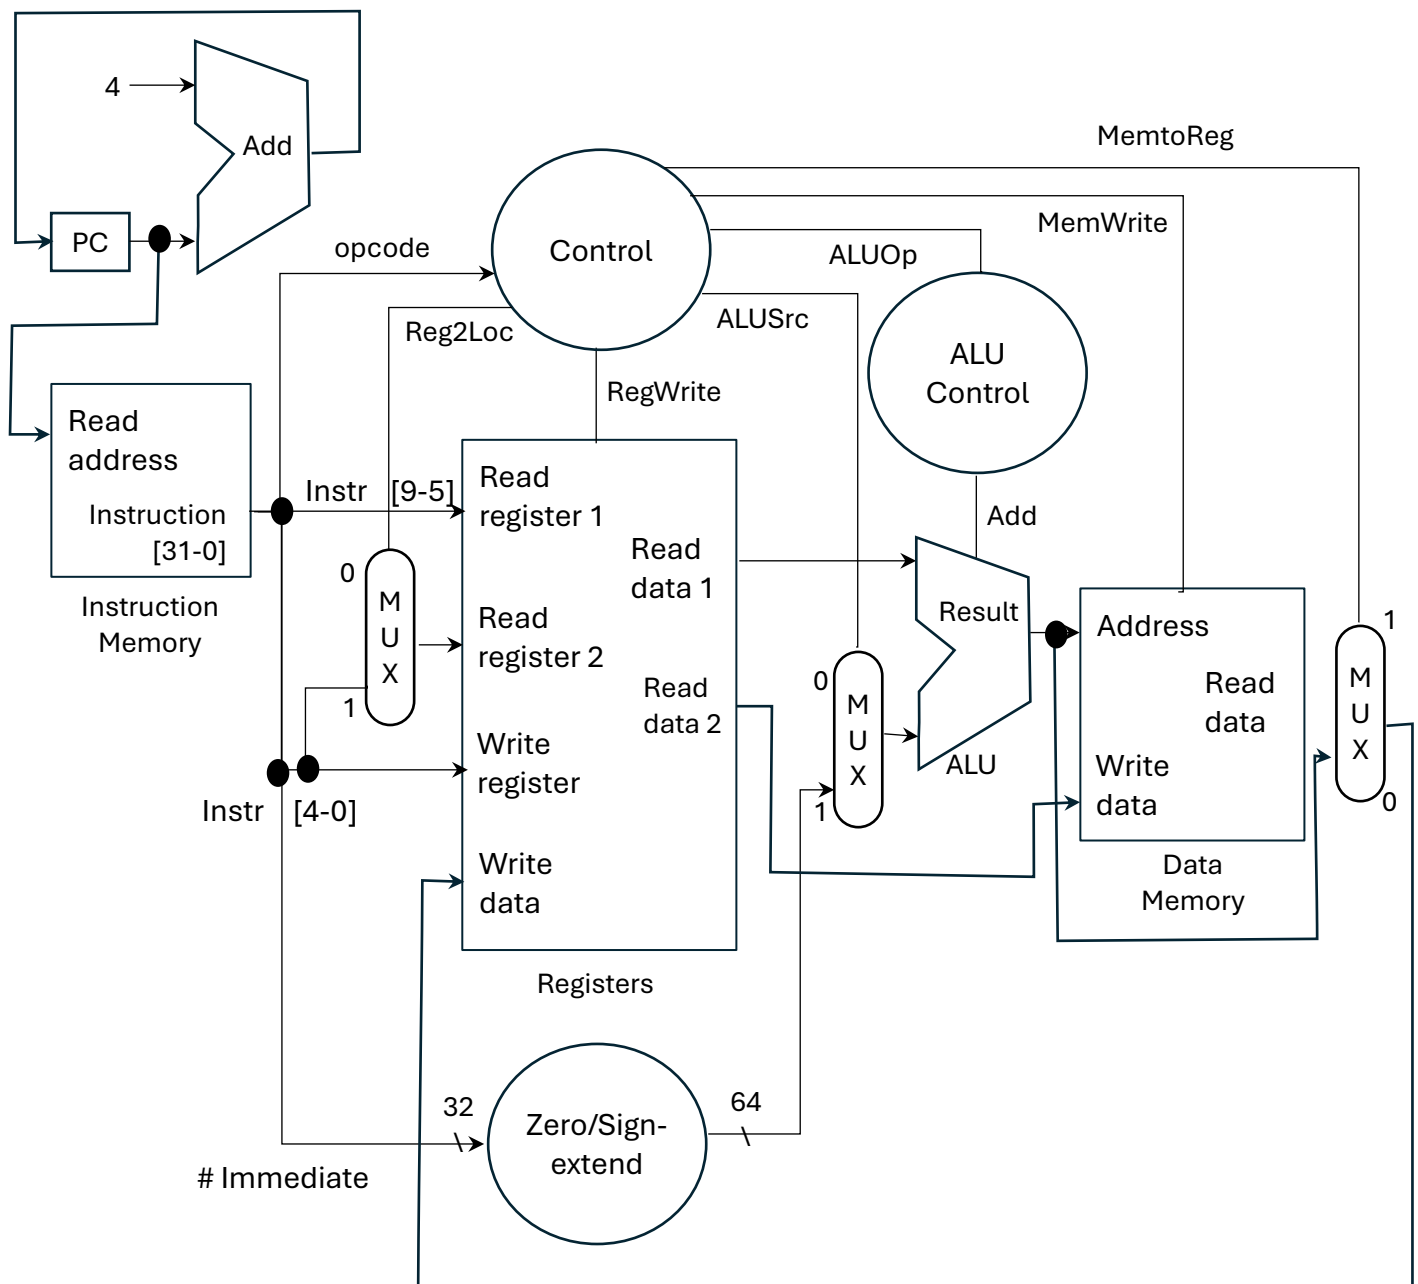 4
Add
PC
MemtoReg
MemWrite
opcode
Control
ALUOp
Reg2Loc
ALUSrc
ALU
Control
RegWrite
Read
address
Instruction
[31-0]
Instruction
Memory
Instr [9-5]
Read
register 1
Read
data 1
Add
0
M
U
X
1
Read
register 2
Read
data 2
Write
register
Instr [4-0]
Write
data
Registers
0
M
U
X
1
Result
ALU
Address
Read
data
Write
data
Data
Memory
1
M
U
X
0
32
Zero/Sign-
extend
64
# Immediate